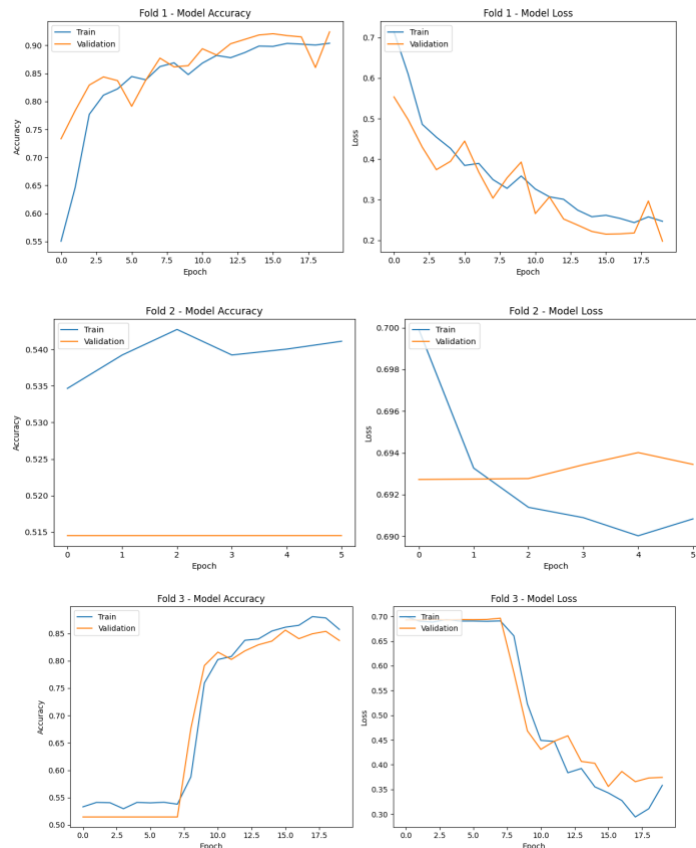 Fold 1 - Model Accuracy
Train
Validation
0.90
0.85
0.80
0.75
0.70
0.65
0.60
0.55
Accuracy
0.0 2.5 5.0 7.5 10.0 12.5 15.0 17.5
Epoch
Fold 1 - Model Loss
Train
Validation
0.7
0.6
0.5
0.4
0.3
0.2
Loss
0.0 2.5 5.0 7.5 10.0 12.5 15.0 17.5
Epoch
Fold 2 - Model Accuracy
Train
Validation
0.540
0.535
0.530
0.525
0.520
0.515
Accuracy
0 1 2 3 4 5
Epoch
Fold 2 - Model Loss
Train
Validation
0.700
0.698
0.696
0.694
0.692
0.690
Loss
0 1 2 3 4 5
Epoch
Fold 3 - Model Accuracy
Train
Validation
0.85
0.80
0.75
0.70
0.65
0.60
0.55
0.50
Accuracy
0.0 2.5 5.0 7.5 10.0 12.5 15.0 17.5
Epoch
Fold 3 - Model Loss
Train
Validation
0.70
0.65
0.60
0.55
0.50
0.45
0.40
0.35
0.30
Loss
0.0 2.5 5.0 7.5 10.0 12.5 15.0 17.5
Epoch